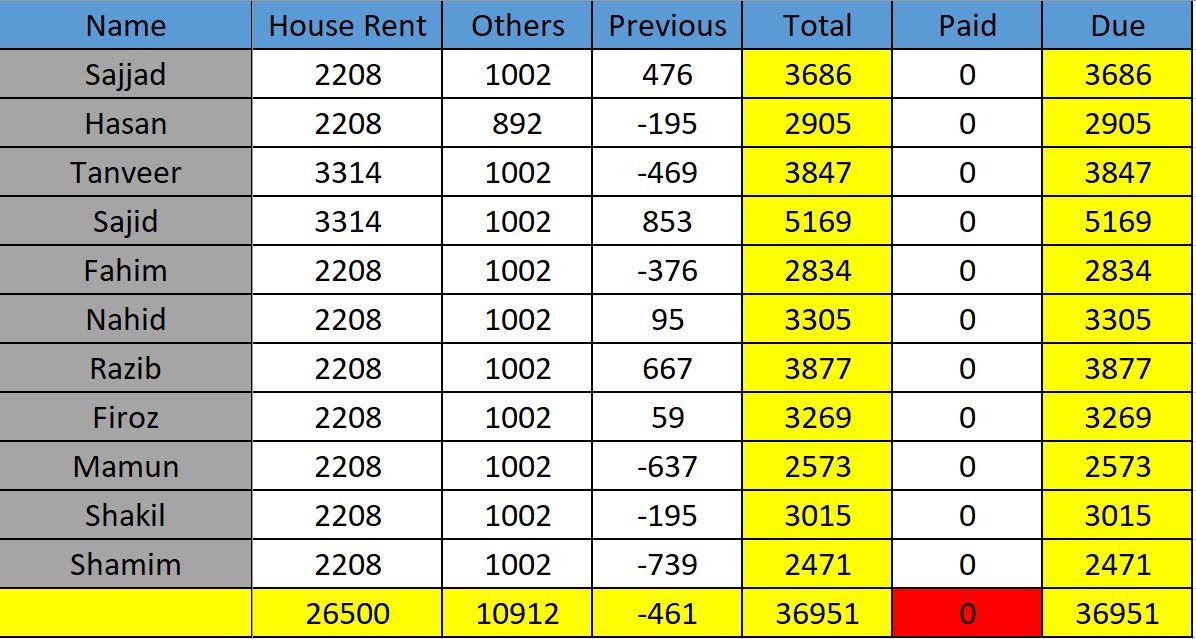 Name House Rent Others Previous Total Paid Due
Sajjad 2208 1002 476 3686 0 3686
Hasan 2208 892 -195 2905 0 2905
Tanveer 3314 1002 -469 3847 0 3847
Sajid 3314 1002 853 5169 0 5169
Fahim 2208 1002 -376 2834 0 2834
Nahid 2208 1002 95 3305 0 3305
Razib 2208 1002 667 3877 0 3877
Firoz 2208 1002 59 3269 0 3269
Mamun 2208 1002 -637 2573 0 2573
Shakil 2208 1002 -195 3015 0 3015
Shamim 2208 1002 -739 2471 0 2471
26500 10912 -461 36951 0 36951